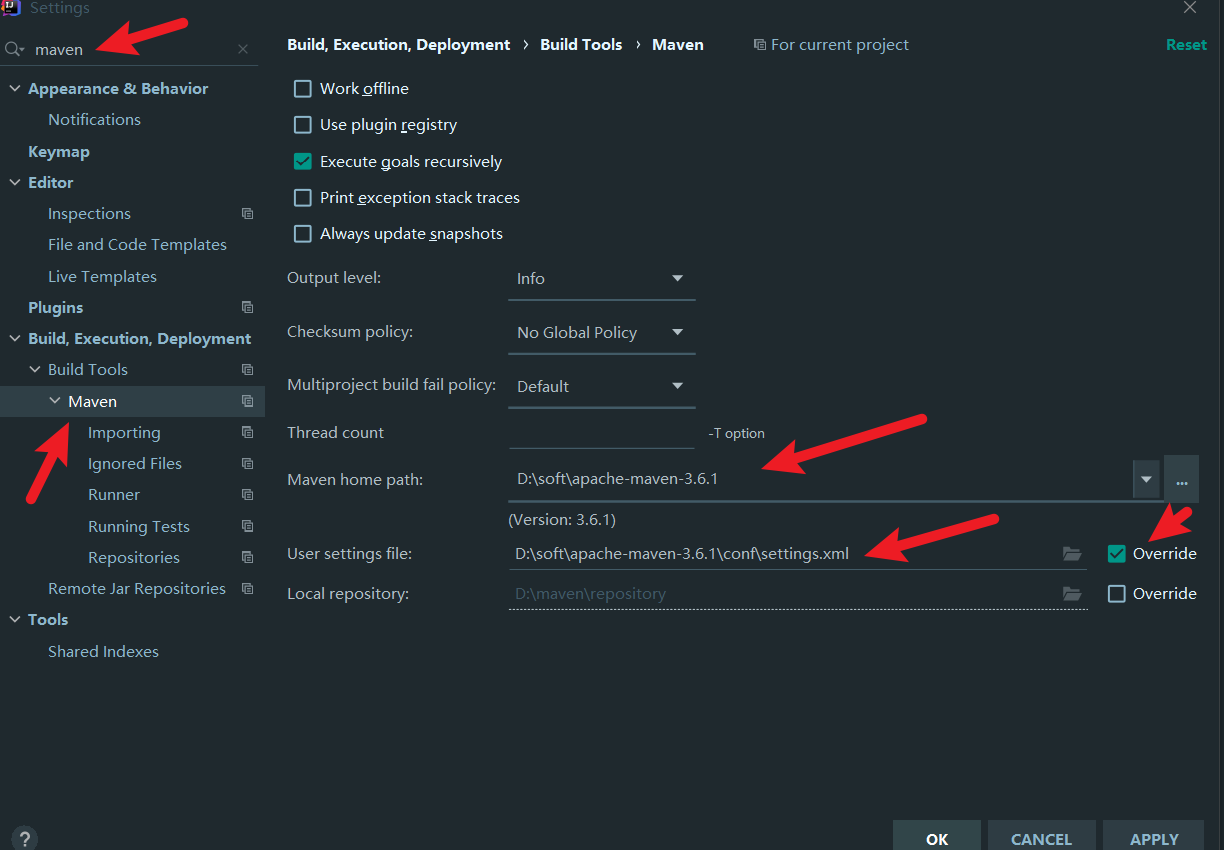 Settings
maven
Appearance & Behavior
Notifications
Keymap
Editor
Inspections
File and Code Templates
Live Templates
Plugins
Build, Execution, Deployment
Build Tools
Maven
Importing
Ignored Files
Runner
Running Tests
Repositories
Remote Jar Repositories
Tools
Shared Indexes
?
Build, Execution, Deployment › Build Tools › Maven For current project Reset
Work offline
Use plugin registry
Execute goals recursively
Print exception stack traces
Always update snapshots
Output level: Info
Checksum policy: No Global Policy
Multiproject build fail policy: Default
Thread count -T option
Maven home path: D:\soft\apache-maven-3.6.1 ...
(Version: 3.6.1)
User settings file: D:\soft\apache-maven-3.6.1\conf\settings.xml Override
Local repository: D:\maven\repository Override
OK CANCEL APPLY